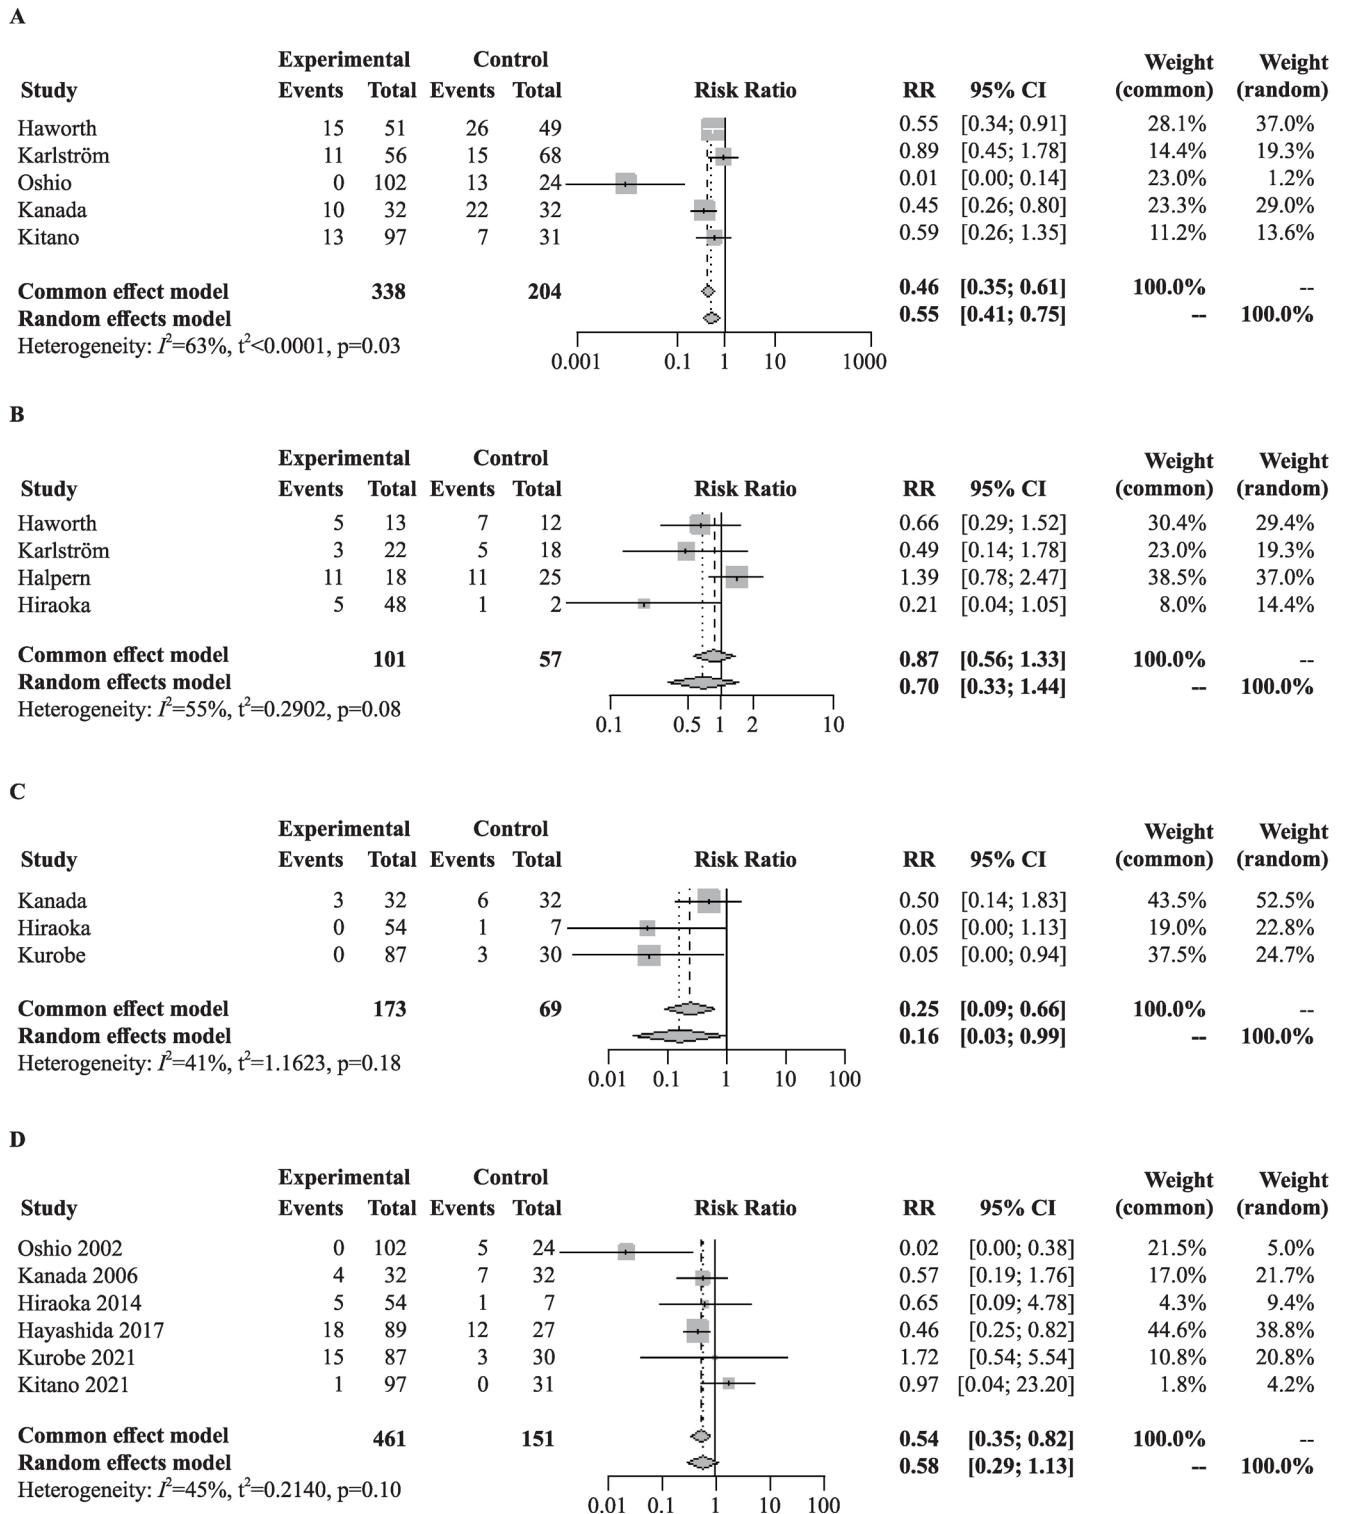 A
Experimental Control Weight Weight
Study Events Total Events Total Risk Ratio RR 95% CI (common) (random)
Haworth 15 51 26 49 0.55 [0.34; 0.91] 28.1% 37.0%
Karlström 11 56 15 68 0.89 [0.45; 1.78] 14.4% 19.3%
Oshio 0 102 13 24 0.01 [0.00; 0.14] 23.0% 1.2%
Kanada 10 32 22 32 0.45 [0.26; 0.80] 23.3% 29.0%
Kitano 13 97 7 31 0.59 [0.26; 1.35] 11.2% 13.6%
Common effect model 338 204 0.46 [0.35; 0.61] 100.0% --
Random effects model 0.55 [0.41; 0.75] -- 100.0%
Heterogeneity: I²=63%, t²<0.0001, p=0.03
0.001 0.1 1 10 1000
B
Experimental Control Weight Weight
Study Events Total Events Total Risk Ratio RR 95% CI (common) (random)
Haworth 5 13 7 12 0.66 [0.29; 1.52] 30.4% 29.4%
Karlström 3 22 5 18 0.49 [0.14; 1.78] 23.0% 19.3%
Halpern 11 18 11 25 1.39 [0.78; 2.47] 38.5% 37.0%
Hiraoka 5 48 1 2 0.21 [0.04; 1.05] 8.0% 14.4%
Common effect model 101 57 0.87 [0.56; 1.33] 100.0% --
Random effects model 0.70 [0.33; 1.44] -- 100.0%
Heterogeneity: I²=55%, t²=0.2902, p=0.08
0.1 0.5 1 2 10
C
Experimental Control Weight Weight
Study Events Total Events Total Risk Ratio RR 95% CI (common) (random)
Kanada 3 32 6 32 0.50 [0.14; 1.83] 43.5% 52.5%
Hiraoka 0 54 1 7 0.05 [0.00; 1.13] 19.0% 22.8%
Kurobe 0 87 3 30 0.05 [0.00; 0.94] 37.5% 24.7%
Common effect model 173 69 0.25 [0.09; 0.66] 100.0% --
Random effects model 0.16 [0.03; 0.99] -- 100.0%
Heterogeneity: I²=41%, t²=1.1623, p=0.18
0.01 0.1 1 10 100
D
Experimental Control Weight Weight
Study Events Total Events Total Risk Ratio RR 95% CI (common) (random)
Oshio 2002 0 102 5 24 0.02 [0.00; 0.38] 21.5% 5.0%
Kanada 2006 4 32 7 32 0.57 [0.19; 1.76] 17.0% 21.7%
Hiraoka 2014 5 54 1 7 0.65 [0.09; 4.78] 4.3% 9.4%
Hayashida 2017 18 89 12 27 0.46 [0.25; 0.82] 44.6% 38.8%
Kurobe 2021 15 87 3 30 1.72 [0.54; 5.54] 10.8% 20.8%
Kitano 2021 1 97 0 31 0.97 [0.04; 23.20] 1.8% 4.2%
Common effect model 461 151 0.54 [0.35; 0.82] 100.0% --
Random effects model 0.58 [0.29; 1.13] -- 100.0%
Heterogeneity: I²=45%, t²=0.2140, p=0.10
0.01 0.1 1 10 100